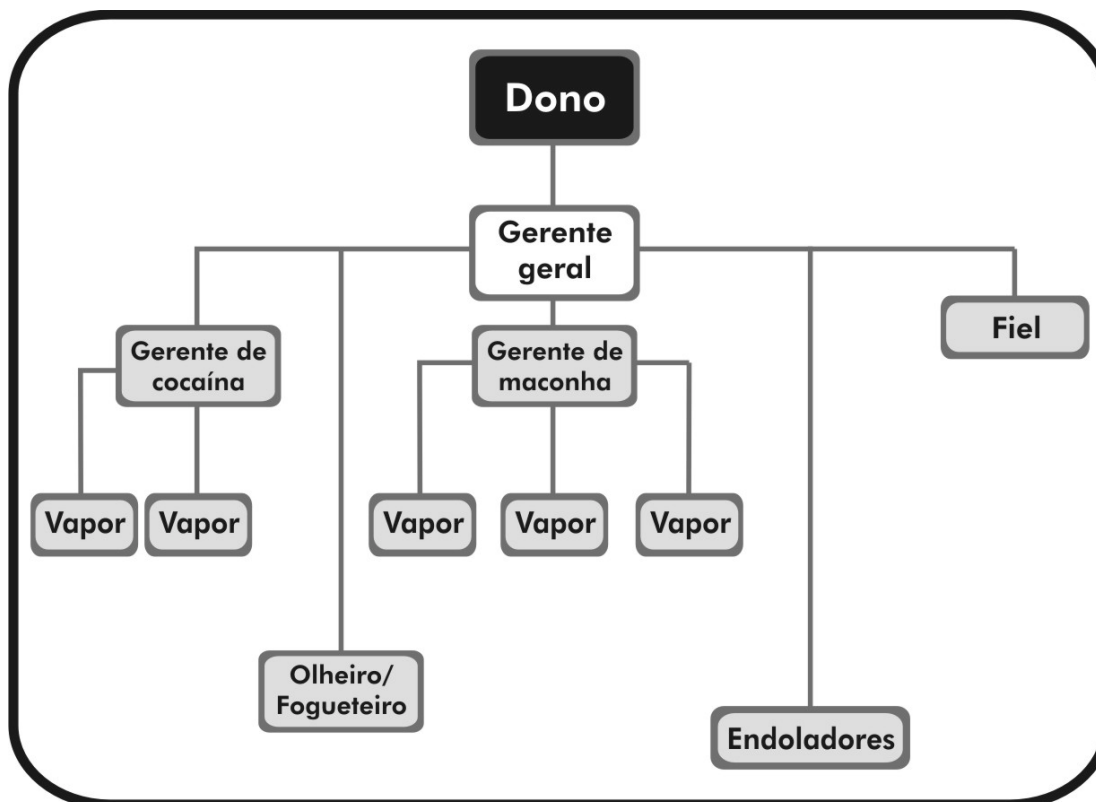 Dono
Gerente
geral
Fiel
Gerente de
cocaína
Gerente de
maconha
Vapor
Vapor
Vapor
Vapor
Vapor
Olheiro/
Fogueteiro
Endoladores